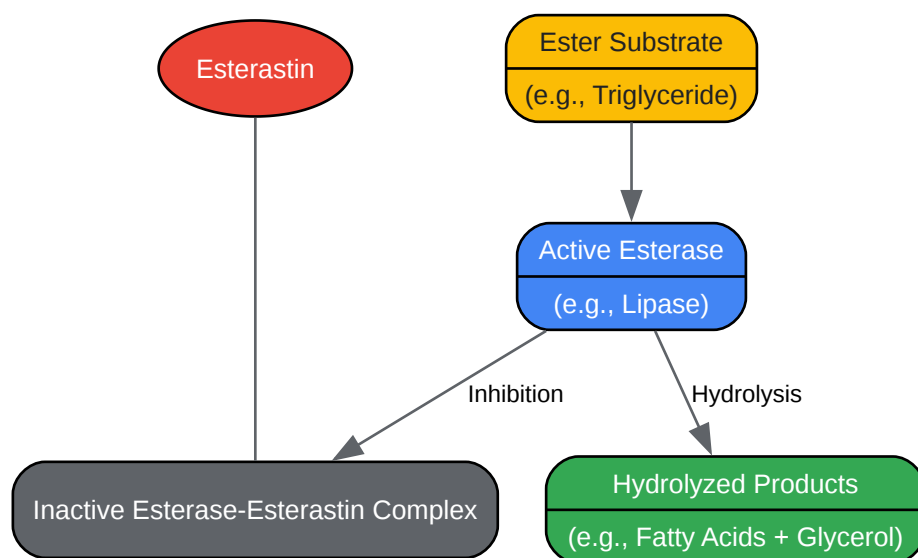 Esterastin
Ester Substrate
(e.g., Triglyceride)
Active Esterase
(e.g., Lipase)
Inhibition
Hydrolysis
Inactive Esterase-Esterastin Complex
Hydrolyzed Products
(e.g., Fatty Acids + Glycerol)